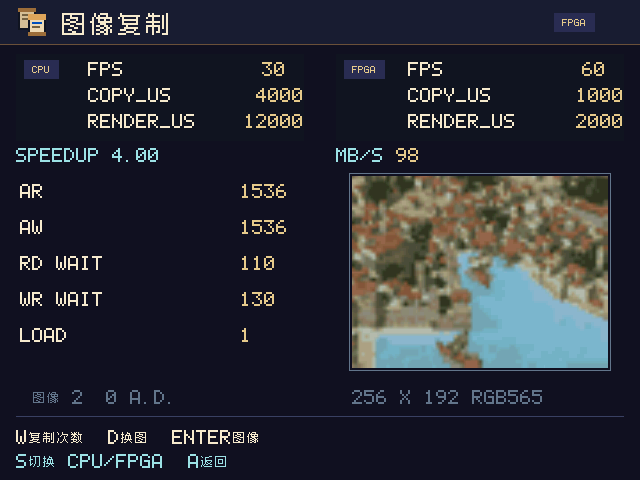 图像复制 FPGA
CPU FPS 30 FPGA FPS 60
COPY_US 4000 COPY_US 1000
RENDER_US 12000 RENDER_US 2000
SPEEDUP 4.00 MB/S 98
AR 1536
AW 1536
RD WAIT 110
WR WAIT 130
LOAD 1
图像 2 0 A.D. 256 X 192 RGB565
W复制次数 D换图 ENTER图像
S切换 CPU/FPGA A返回